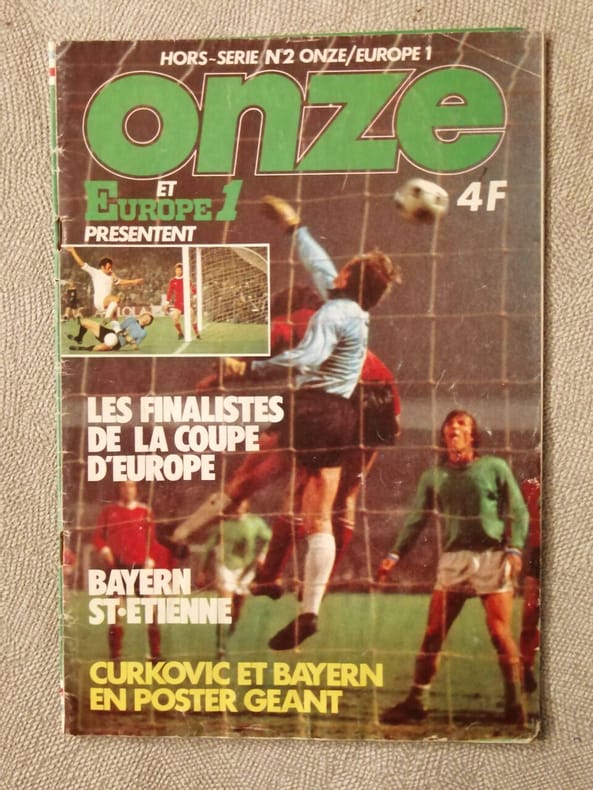 HORS-SERIE N°2 ONZE/EUROPE 1
onze
ET
EUROPE 1
PRESENTENT
4F
LES FINALISTES
DE LA COUPE
D'EUROPE
BAYERN
ST-ETIENNE
CURKOVIC ET BAYERN
EN POSTER GEANT